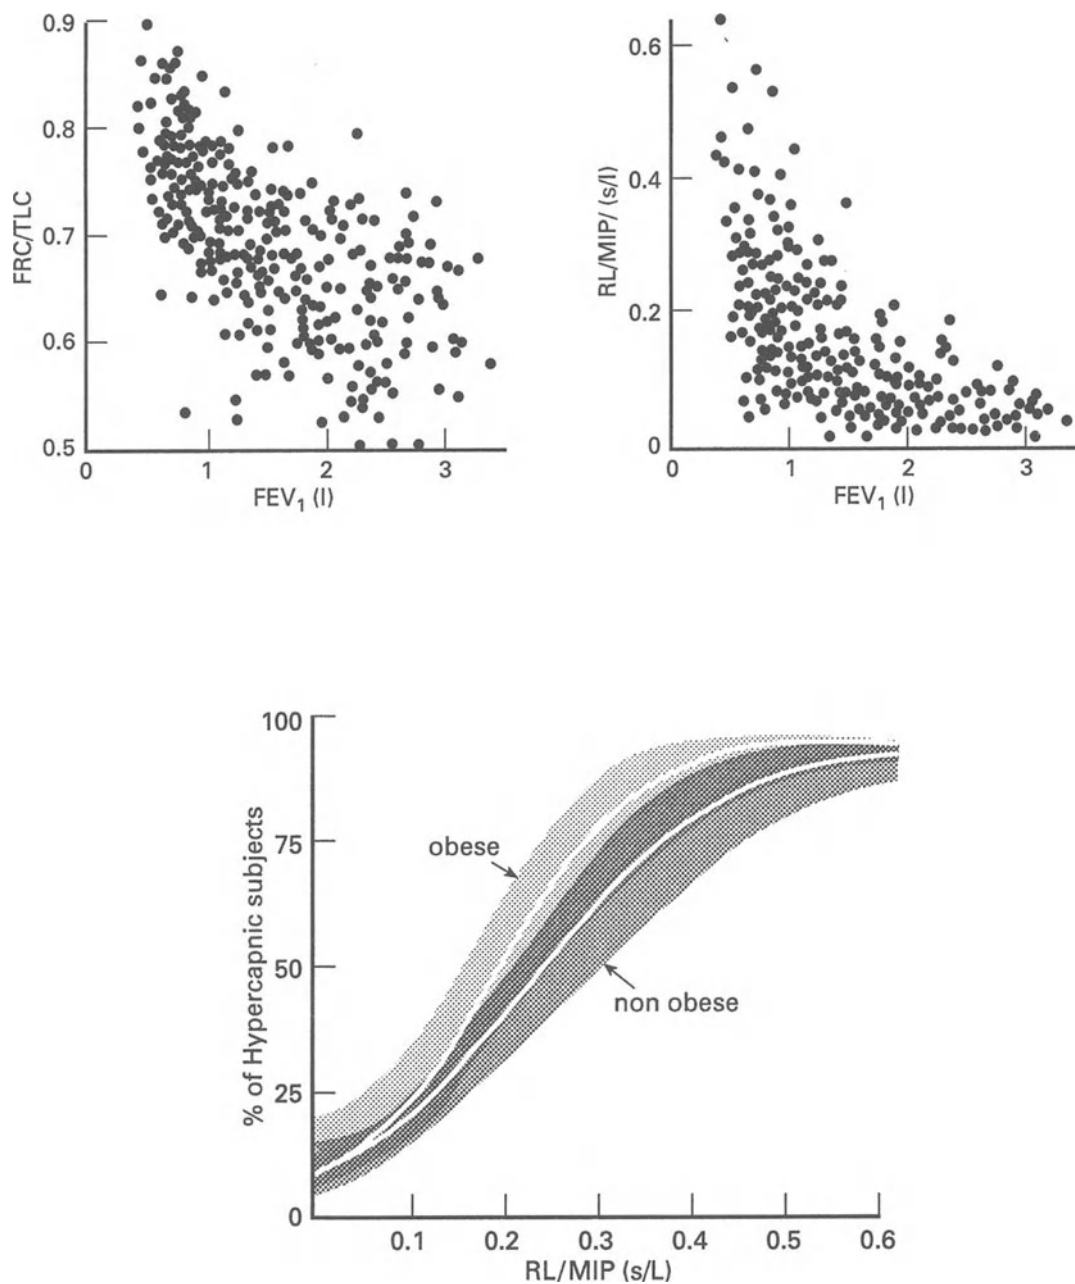 0.9
0.8
0.7
0.6
0.5
FRC/TLC
0 1 2 3
FEV₁ (l)
0.6
0.4
0.2
0
RL/MIP/ (s/l)
0 1 2 3
FEV₁ (l)
100
75
50
25
0
% of Hypercapnic subjects
obese
non obese
0.1 0.2 0.3 0.4 0.5 0.6
RL/MIP (s/L)